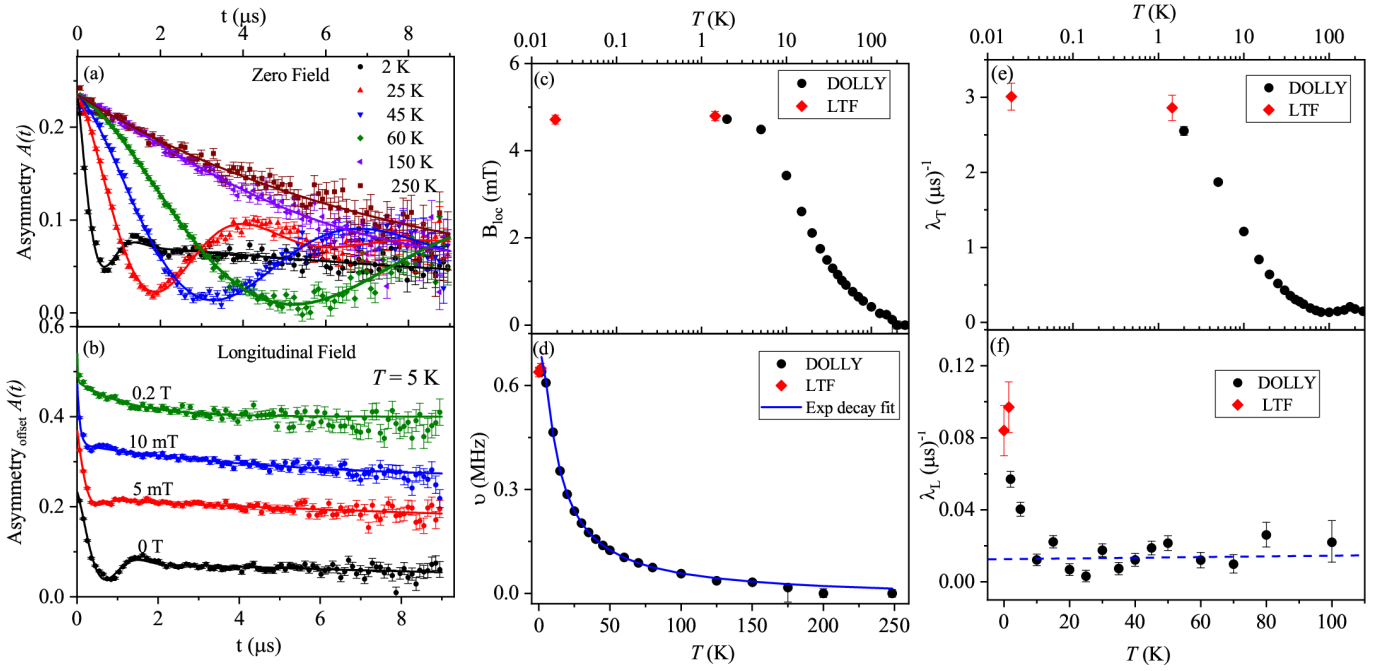 t (μs)
0 2 4 6 8
(a)
Zero Field
2 K
25 K
45 K
60 K
150 K
250 K
Asymmetry A(t)
0.2
0.1
0.0
(b)
Longitudinal Field
T = 5 K
0.2 T
10 mT
5 mT
0 T
Asymmetry offset A(t)
0.6
0.4
0.2
0.0
0 2 4 6 8
t (μs)
T (K)
0.01 0.1 1 10 100
(c)
DOLLY
LTF
B loc (mT)
6
4
2
0
(d)
DOLLY
LTF
Exp decay fit
υ (MHz)
0.6
0.3
0.0
0 50 100 150 200 250
T (K)
T (K)
0.01 0.1 1 10 100
(e)
DOLLY
LTF
λT (μs)-1
3
2
1
0
(f)
DOLLY
LTF
λL (μs)-1
0.12
0.08
0.04
0.00
0 20 40 60 80 100
T (K)